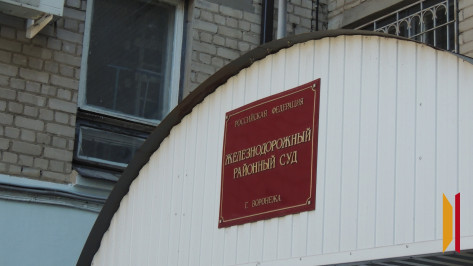 РОССИЙСКАЯ ФЕДЕРАЦИЯ
ЖЕЛЕЗНОДОРОЖНЫЙ
РАЙОННЫЙ СУД
Г. ВОРОНЕЖА